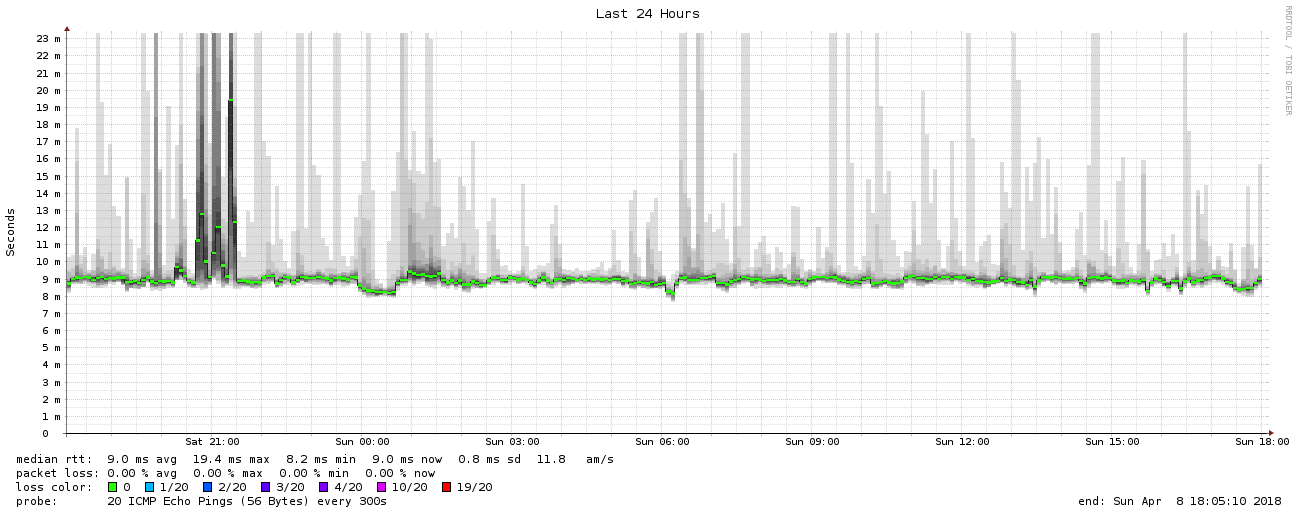 Last 24 Hours
RRDTOOL / TOBI OETIKER
Seconds
23 m
22 m
21 m
20 m
19 m
18 m
17 m
16 m
15 m
14 m
13 m
12 m
11 m
10 m
9 m
8 m
7 m
6 m
5 m
4 m
3 m
2 m
1 m
0
Sat 21:00 Sun 00:00 Sun 03:00 Sun 06:00 Sun 09:00 Sun 12:00 Sun 15:00 Sun 18:00
median rtt: 9.0 ms avg 19.4 ms max 8.2 ms min 9.0 ms now 0.8 ms sd 11.8 am/s
packet loss: 0.00 % avg 0.00 % max 0.00 % min 0.00 % now
loss color: 0 1/20 2/20 3/20 4/20 10/20 19/20
probe: 20 ICMP Echo Pings (56 Bytes) every 300s end: Sun Apr 8 18:05:10 2018